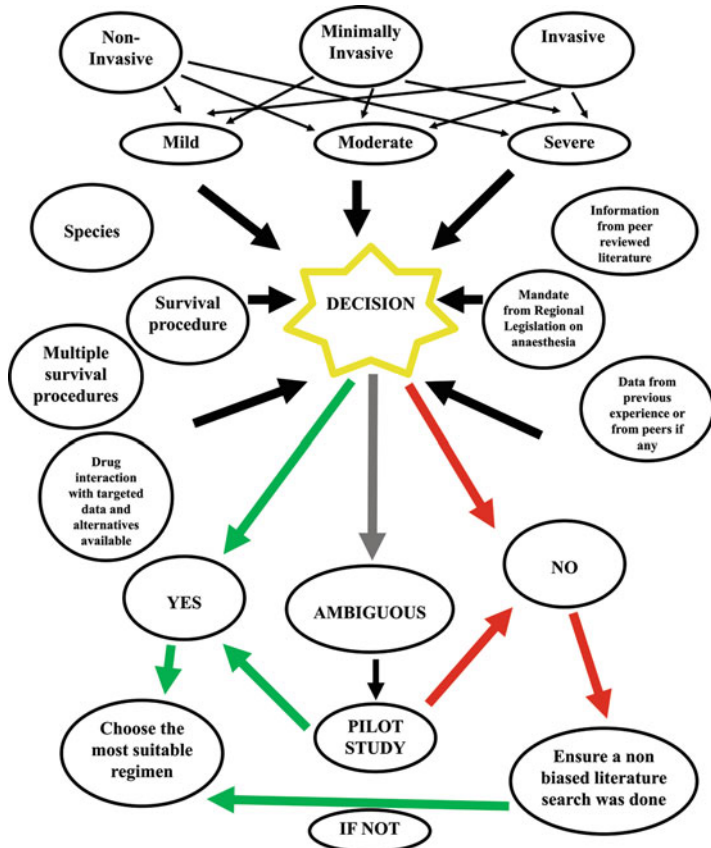 Non-
Invasive
Minimally
Invasive
Invasive
Mild
Moderate
Severe
Species
Information
from peer
reviewed
literature
Survival
procedure
DECISION
Mandate
from Regional
Legislation on
anaesthesia
Multiple
survival
procedures
Data from
previous
experience or
from peers if
any
Drug
interaction
with targeted
data and
alternatives
available
YES
AMBIGUOUS
NO
Choose the
most suitable
regimen
PILOT
STUDY
Ensure a non
biased literature
search was done
IF NOT